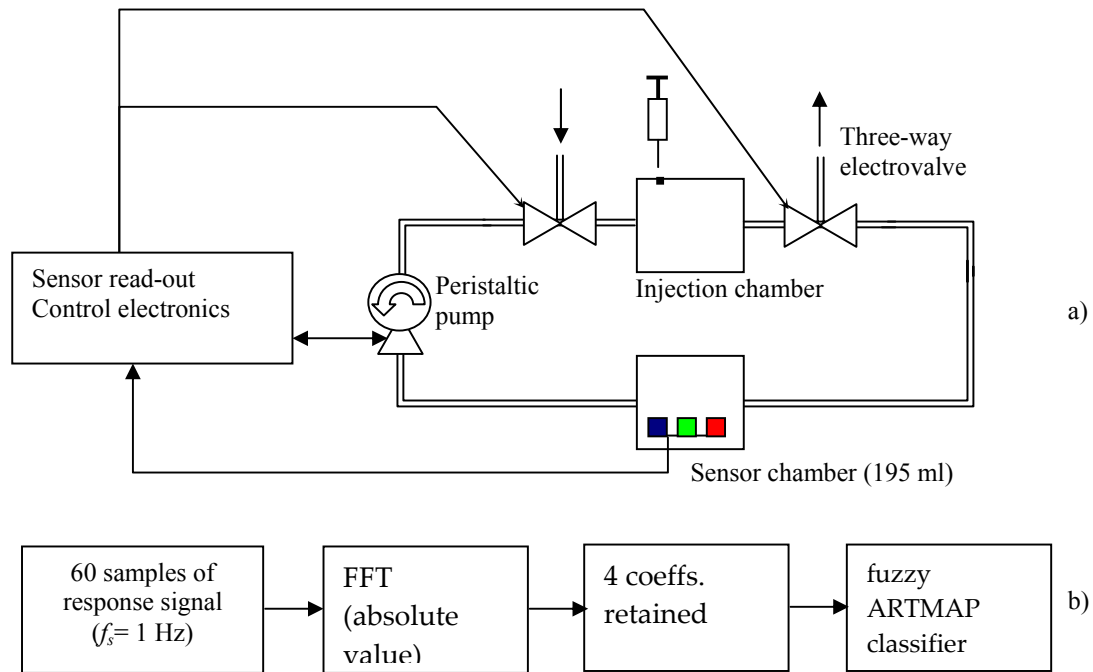 Three-way
electrovalve
Sensor read-out
Control electronics
Peristaltic
pump
Injection chamber
a)
Sensor chamber (195 ml)
60 samples of
response signal
(fs= 1 Hz)
FFT
(absolute
value)
4 coeffs.
retained
fuzzy
ARTMAP
classifier
b)